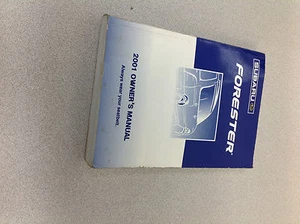 SUBARU
FORESTER
2001 OWNER'S MANUAL
Always wear your seatbelt.